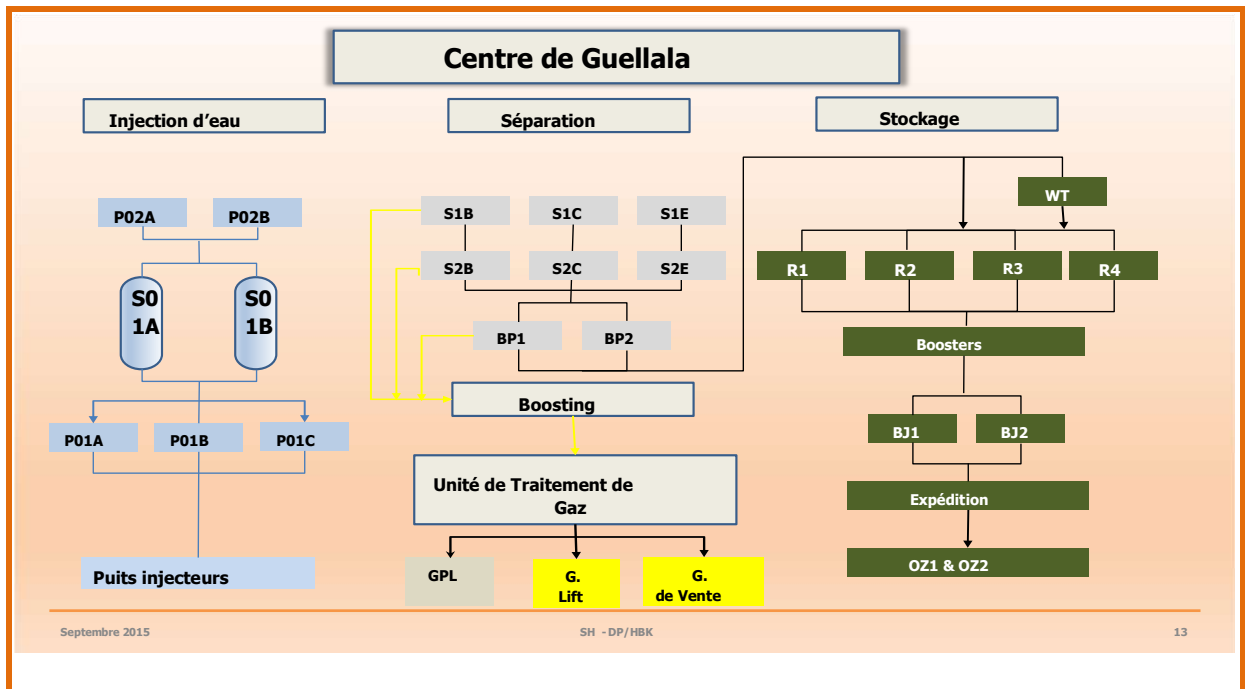 Centre de Guellala
Injection d’eau
Séparation
Stockage
P02A
P02B
S0
1A
S0
1B
P01A
P01B
P01C
Puits injecteurs
S1B
S1C
S1E
S2B
S2C
S2E
BP1
BP2
Boosting
Unité de Traitement de
Gaz
GPL
G.
Lift
G.
de Vente
WT
R1
R2
R3
R4
Boosters
BJ1
BJ2
Expédition
OZ1 & OZ2
Septembre 2015
SH - DP/HBK
13